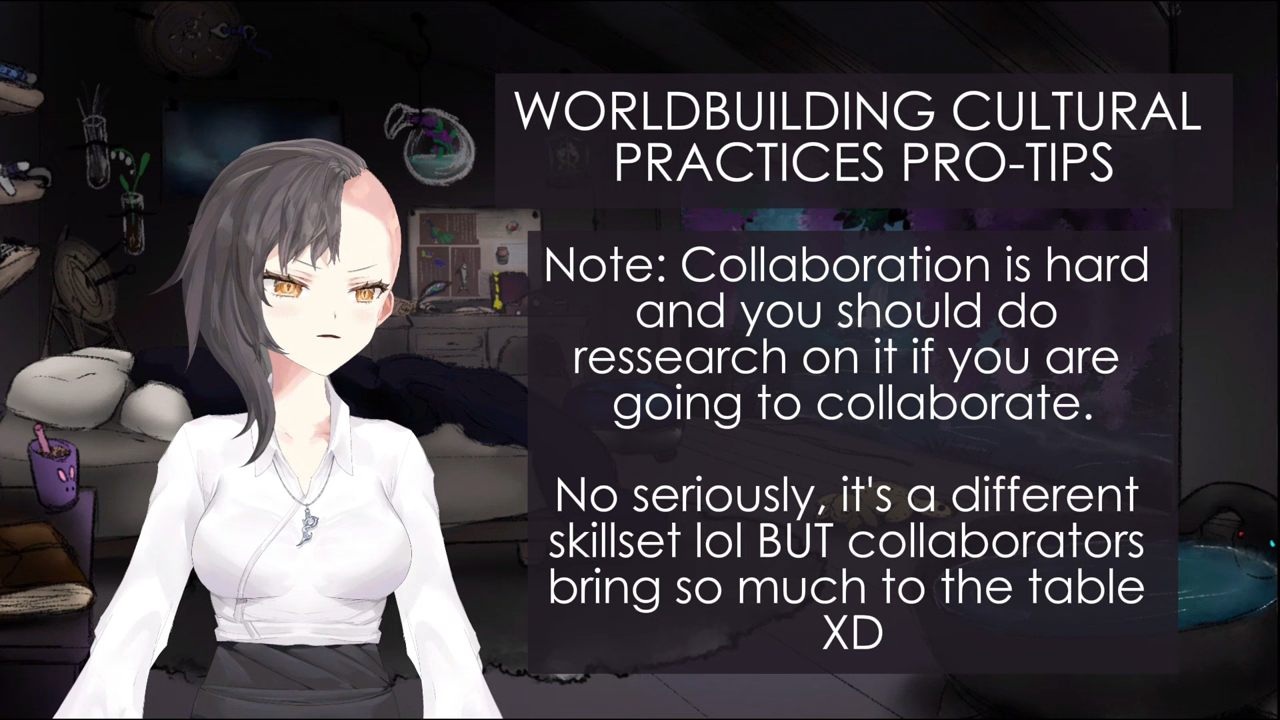 WORLDBUILDING CULTURAL
PRACTICES PRO-TIPS
Note: Collaboration is hard
and you should do
ressearch on it if you are
going to collaborate.
No seriously, it's a different
skillset lol BUT collaborators
bring so much to the table
XD